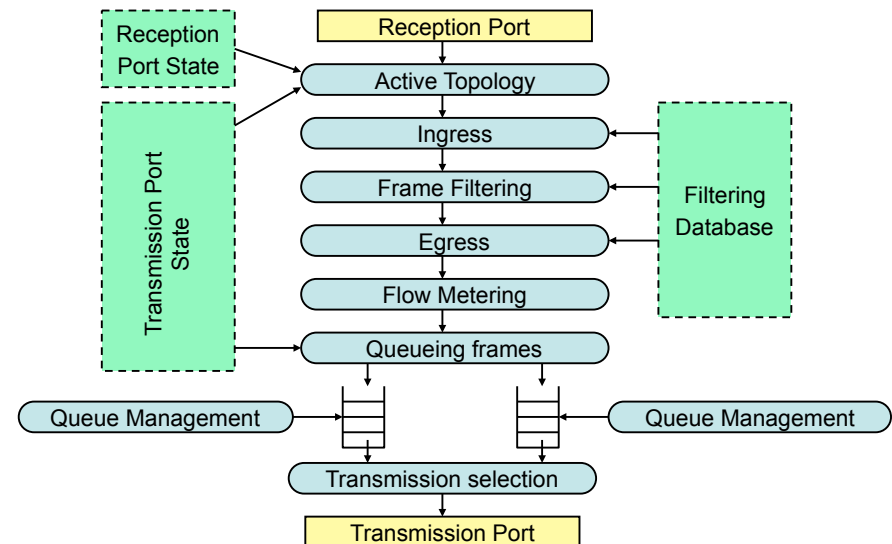 Reception
Port State
Reception Port
Active Topology
Ingress
Frame Filtering
Egress
Flow Metering
Queueing frames
Transmission Port
State
Filtering
Database
Queue Management
Queue Management
Transmission selection
Transmission Port